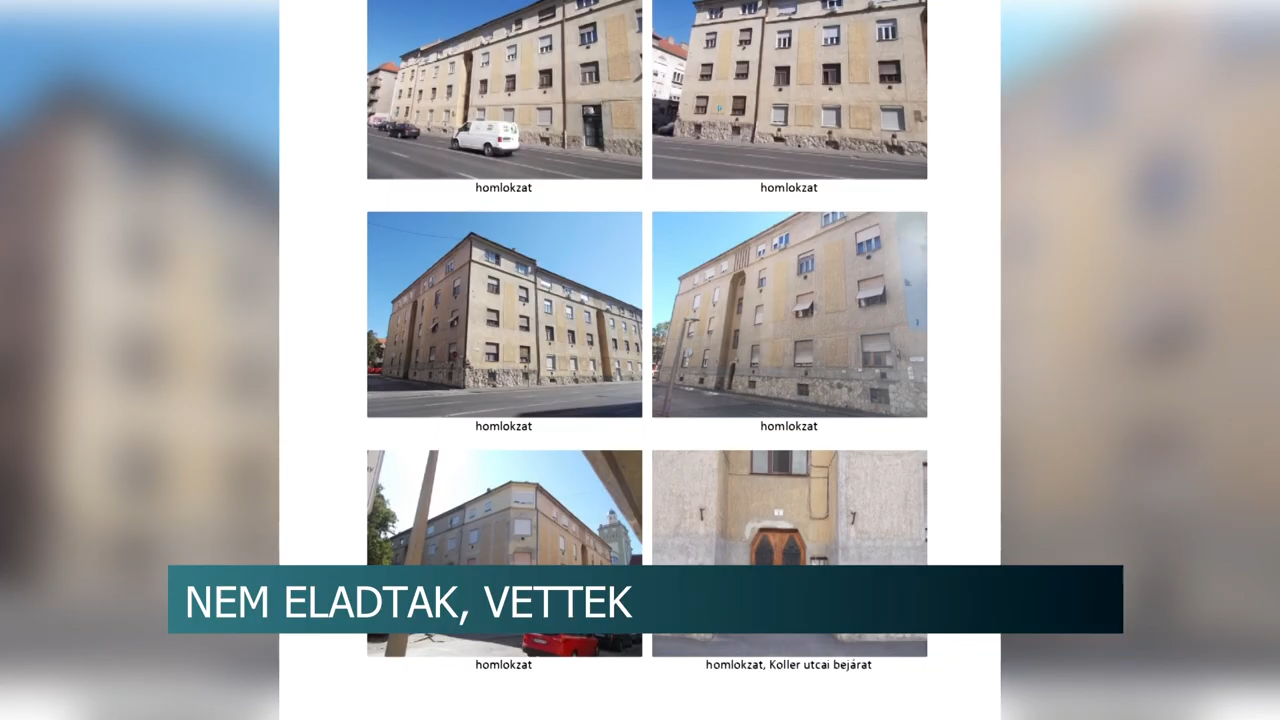 homlokzat
homlokzat
homlokzat
homlokzat
NEM ELADTAK, VETTEK
homlokzat
homlokzat, Koller utcai bejárat